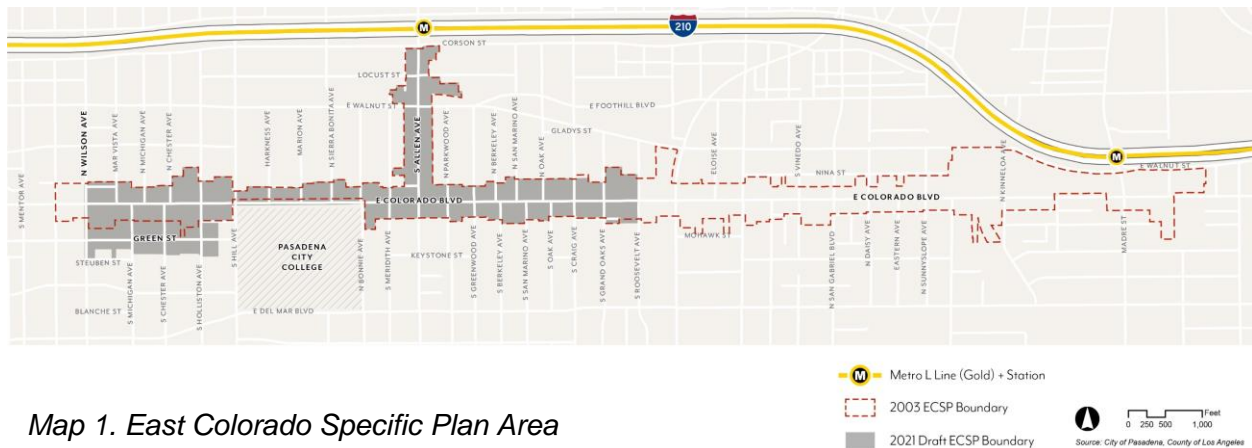 M
210
CORSON ST
LOCUST ST
E WALNUT ST
E FOOTHILL BLVD
GLADYS ST
N WILSON AVE
MAR VISTA AVE
N MICHIGAN AVE
N CHESTER AVE
HARKNESS AVE
MARION AVE
N SIERRA BONITA AVE
S ALLEN AVE
N PARKWOOD AVE
N BERKELEY AVE
N SAN MARINO AVE
N OAK AVE
ELOISE AVE
S VINEDO AVE
NINA ST
N KINNELOA AVE
M
E WALNUT ST
S MENTOR AVE
E COLORADO BLVD
E COLORADO BLVD
GREEN ST
STEUBEN ST
BLANCHE ST
S MICHIGAN AVE
S CHESTER AVE
S HOLLISTON AVE
S HILL AVE
PASADENA
CITY
COLLEGE
E DEL MAR BLVD
N BONNIE AVE
S MERIDITH AVE
KEYSTONE ST
S GREENWOOD AVE
S BERKELEY AVE
S SAN MARINO AVE
S OAK AVE
S CRAIG AVE
S GRAND OAKS AVE
S ROOSEVELT AVE
MOHAWK ST
N SAN GABRIEL BLVD
N DAISY AVE
EASTERN AVE
N SUNNYSLOPE AVE
MADRE ST
M Metro L Line (Gold) + Station
2003 ECSP Boundary
2021 Draft ECSP Boundary
Feet
0 250 500 1,000
Source: City of Pasadena, County of Los Angeles
Map 1. East Colorado Specific Plan Area